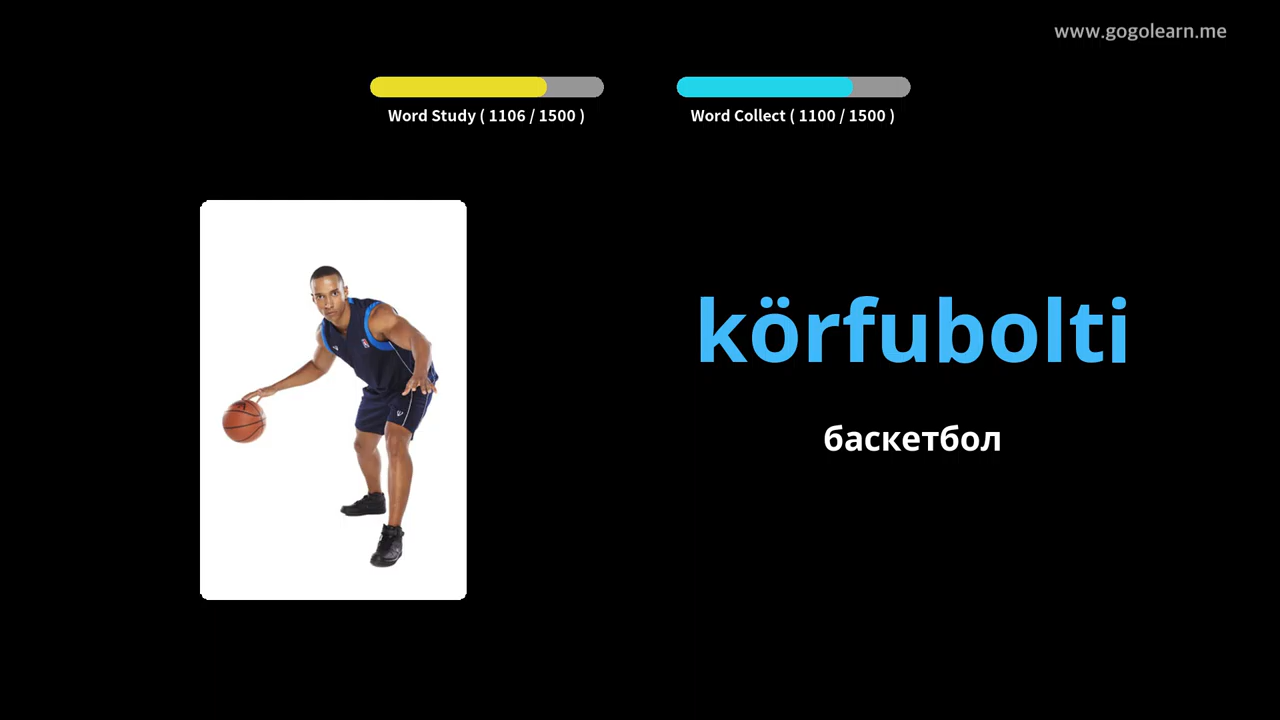 www.gogolearn.me
Word Study ( 1106 / 1500 )
Word Collect ( 1100 / 1500 )
körfubolti
баскетбол